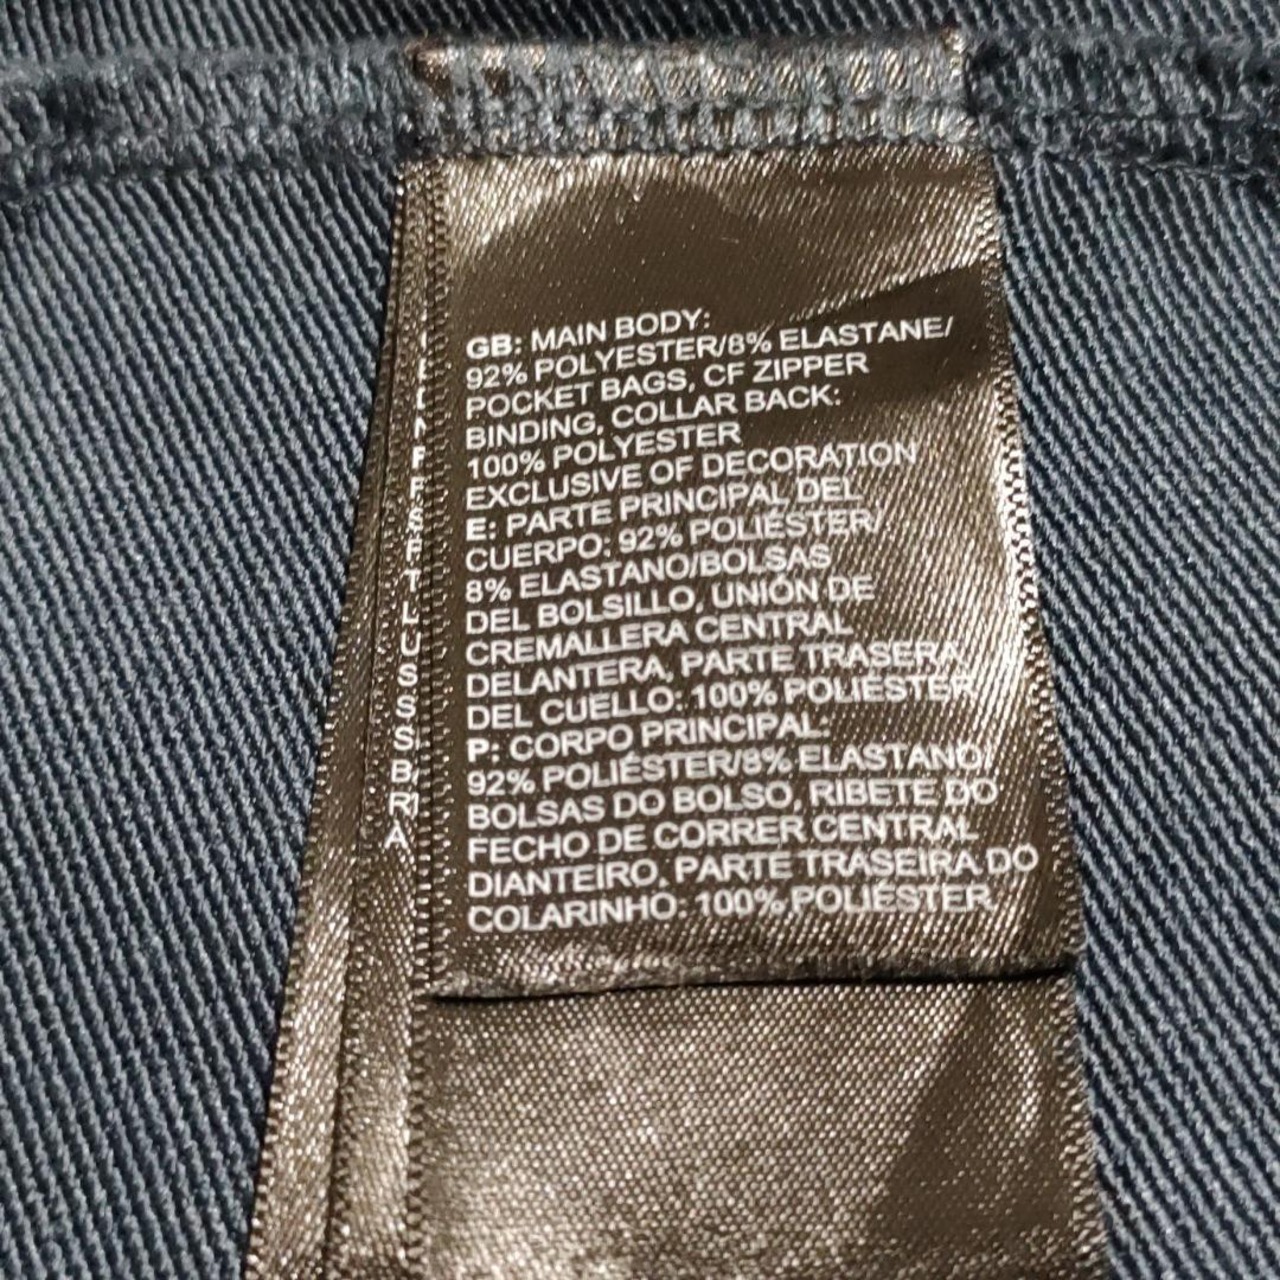 GB: MAIN BODY:
92% POLYESTER/8% ELASTANE/
POCKET BAGS, CF ZIPPER
BINDING, COLLAR BACK:
100% POLYESTER
EXCLUSIVE OF DECORATION
E: PARTE PRINCIPAL DEL
CUERPO: 92% POLIÉSTER/
8% ELASTANO/BOLSAS
DEL BOLSILLO, UNIÓN DE
CREMALLERA CENTRAL
DELANTERA, PARTE TRASERA
DEL CUELLO: 100% POLIÉSTER
P: CORPO PRINCIPAL:
92% POLIÉSTER/8% ELASTANO/
BOLSAS DO BOLSO, RIBETE DO
FECHO DE CORRER CENTRAL
DIANTEIRO, PARTE TRASEIRA DO
COLARINHO: 100% POLIÉSTER